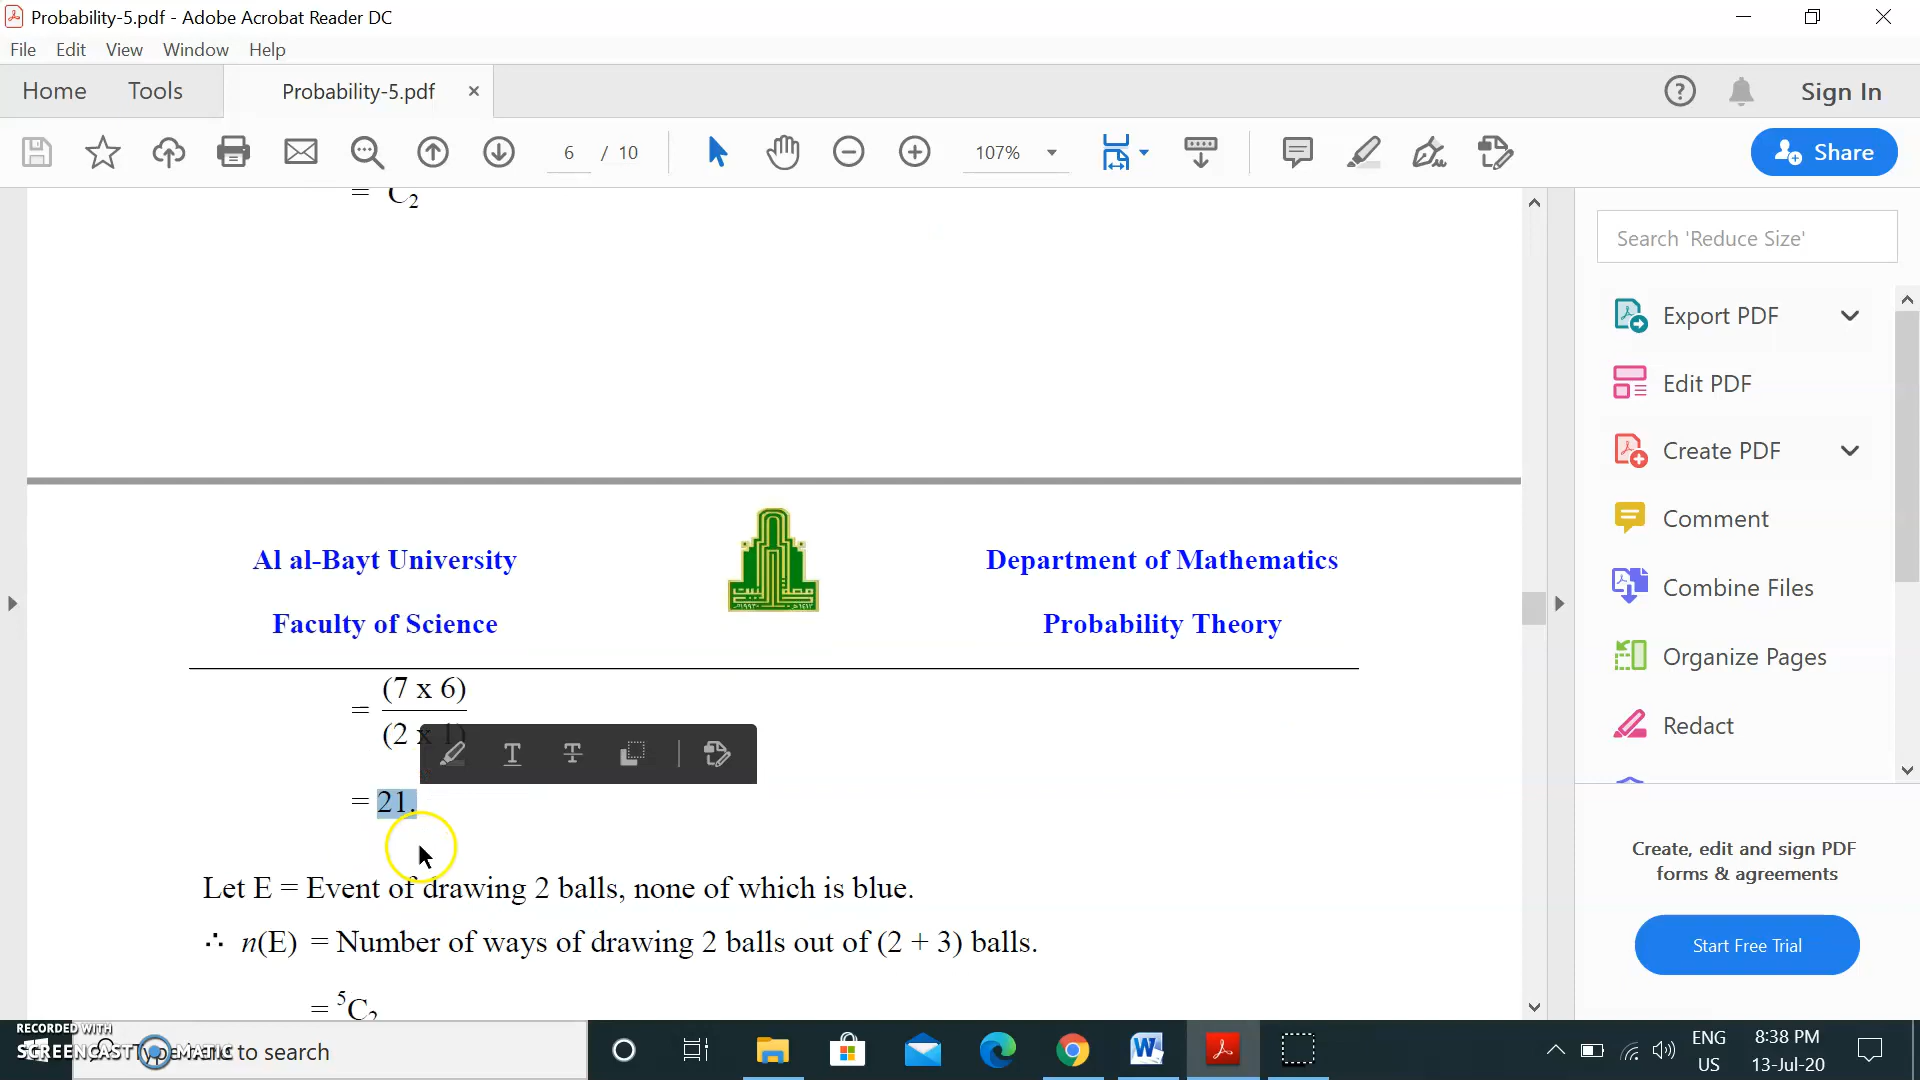 Probability-5.pdf - Adobe Acrobat Reader DC
File Edit View Window Help
Home Tools Probability-5.pdf × Sign In
6 / 10 107% Share
= C₂
Search 'Reduce Size'
Export PDF
Edit PDF
Create PDF
Comment
Combine Files
Organize Pages
Redact
Create, edit and sign PDF
forms & agreements
Start Free Trial
Al al-Bayt University Department of Mathematics
Faculty of Science Probability Theory
= (7 x 6)
(2 x 1)
= 21.
Let E = Event of drawing 2 balls, none of which is blue.
∴ n(E) = Number of ways of drawing 2 balls out of (2 + 3) balls.
= ⁵C₂
RECORDED WITH
SCREENCAST MATIC
to search
ENG
US
8:38 PM
13-Jul-20